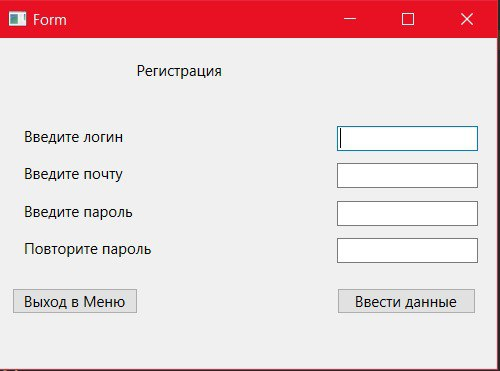 Form
Регистрация
Введите логин
Введите почту
Введите пароль
Повторите пароль
Выход в Меню
Ввести данные